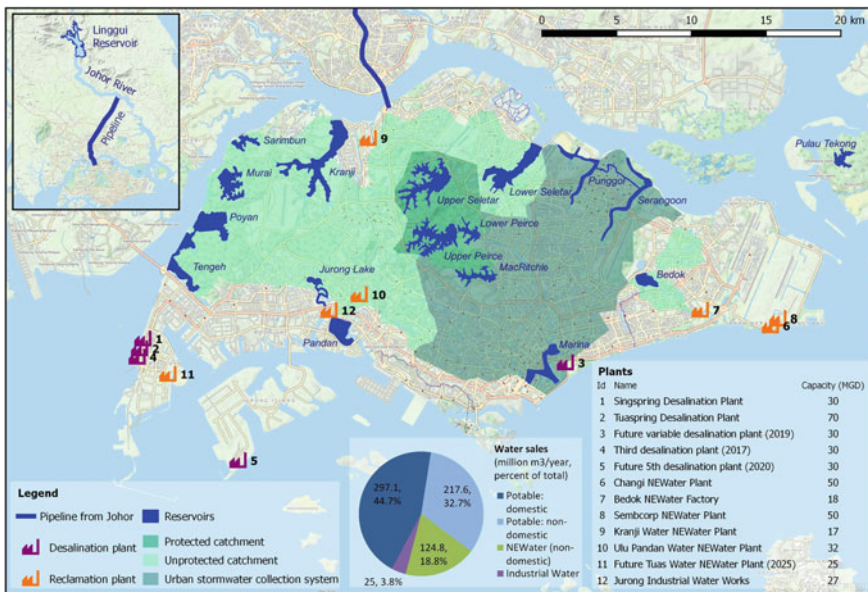 Linggui
Reservoir
Johor River
Pipeline
0 5 10 15 20 km
Sarimbun
9
Pulau Tekong
Murai
Kranji
Lower Seletar
Punggor
Upper Seletar
Serangoon
Poyan
Lower Peirce
Upper Peirce
Tengeh
Jurong Lake
MacRitchie
Bedok
10
12
7
8
6
Pandan
Marina
1
2
4
3
11
5
Plants
Id Name Capacity (MGD)
1 Singspring Desalination Plant 30
2 Tuaspring Desalination Plant 70
3 Future variable desalination plant (2019) 30
4 Third desalination plant (2017) 30
5 Future 5th desalination plant (2020) 30
6 Changi NEWater Plant 50
7 Bedok NEWater Factory 18
8 Sembcorp NEWater Plant 50
9 Kranji Water NEWater Plant 17
10 Ulu Pandan Water NEWater Plant 32
11 Future Tuas Water NEWater Plant (2025) 25
12 Jurong Industrial Water Works 27
Water sales
(million m3/year,
percent of total)
Potable:
domestic
Potable: non-
domestic
NEWater (non-
domestic)
Industrial Water
297.1,
44.7%
217.6,
32.7%
124.8,
18.8%
25, 3.8%
Legend
Pipeline from Johor
Reservoirs
Desalination plant
Protected catchment
Unprotected catchment
Reclamation plant
Urban stormwater collection system